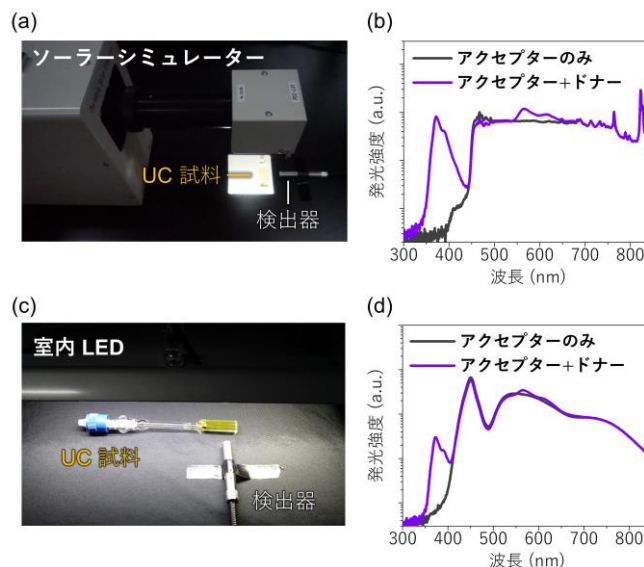 (a)
ソーラーシミュレーター
UC 試料
検出器
(b)
アクセプターのみ
アクセプター+ドナー
発光強度 (a.u.)
300 400 500 600 700 800
波長 (nm)
(c)
室内 LED
UC 試料
検出器
(d)
アクセプターのみ
アクセプター+ドナー
発光強度 (a.u.)
300 400 500 600 700 800
波長 (nm)